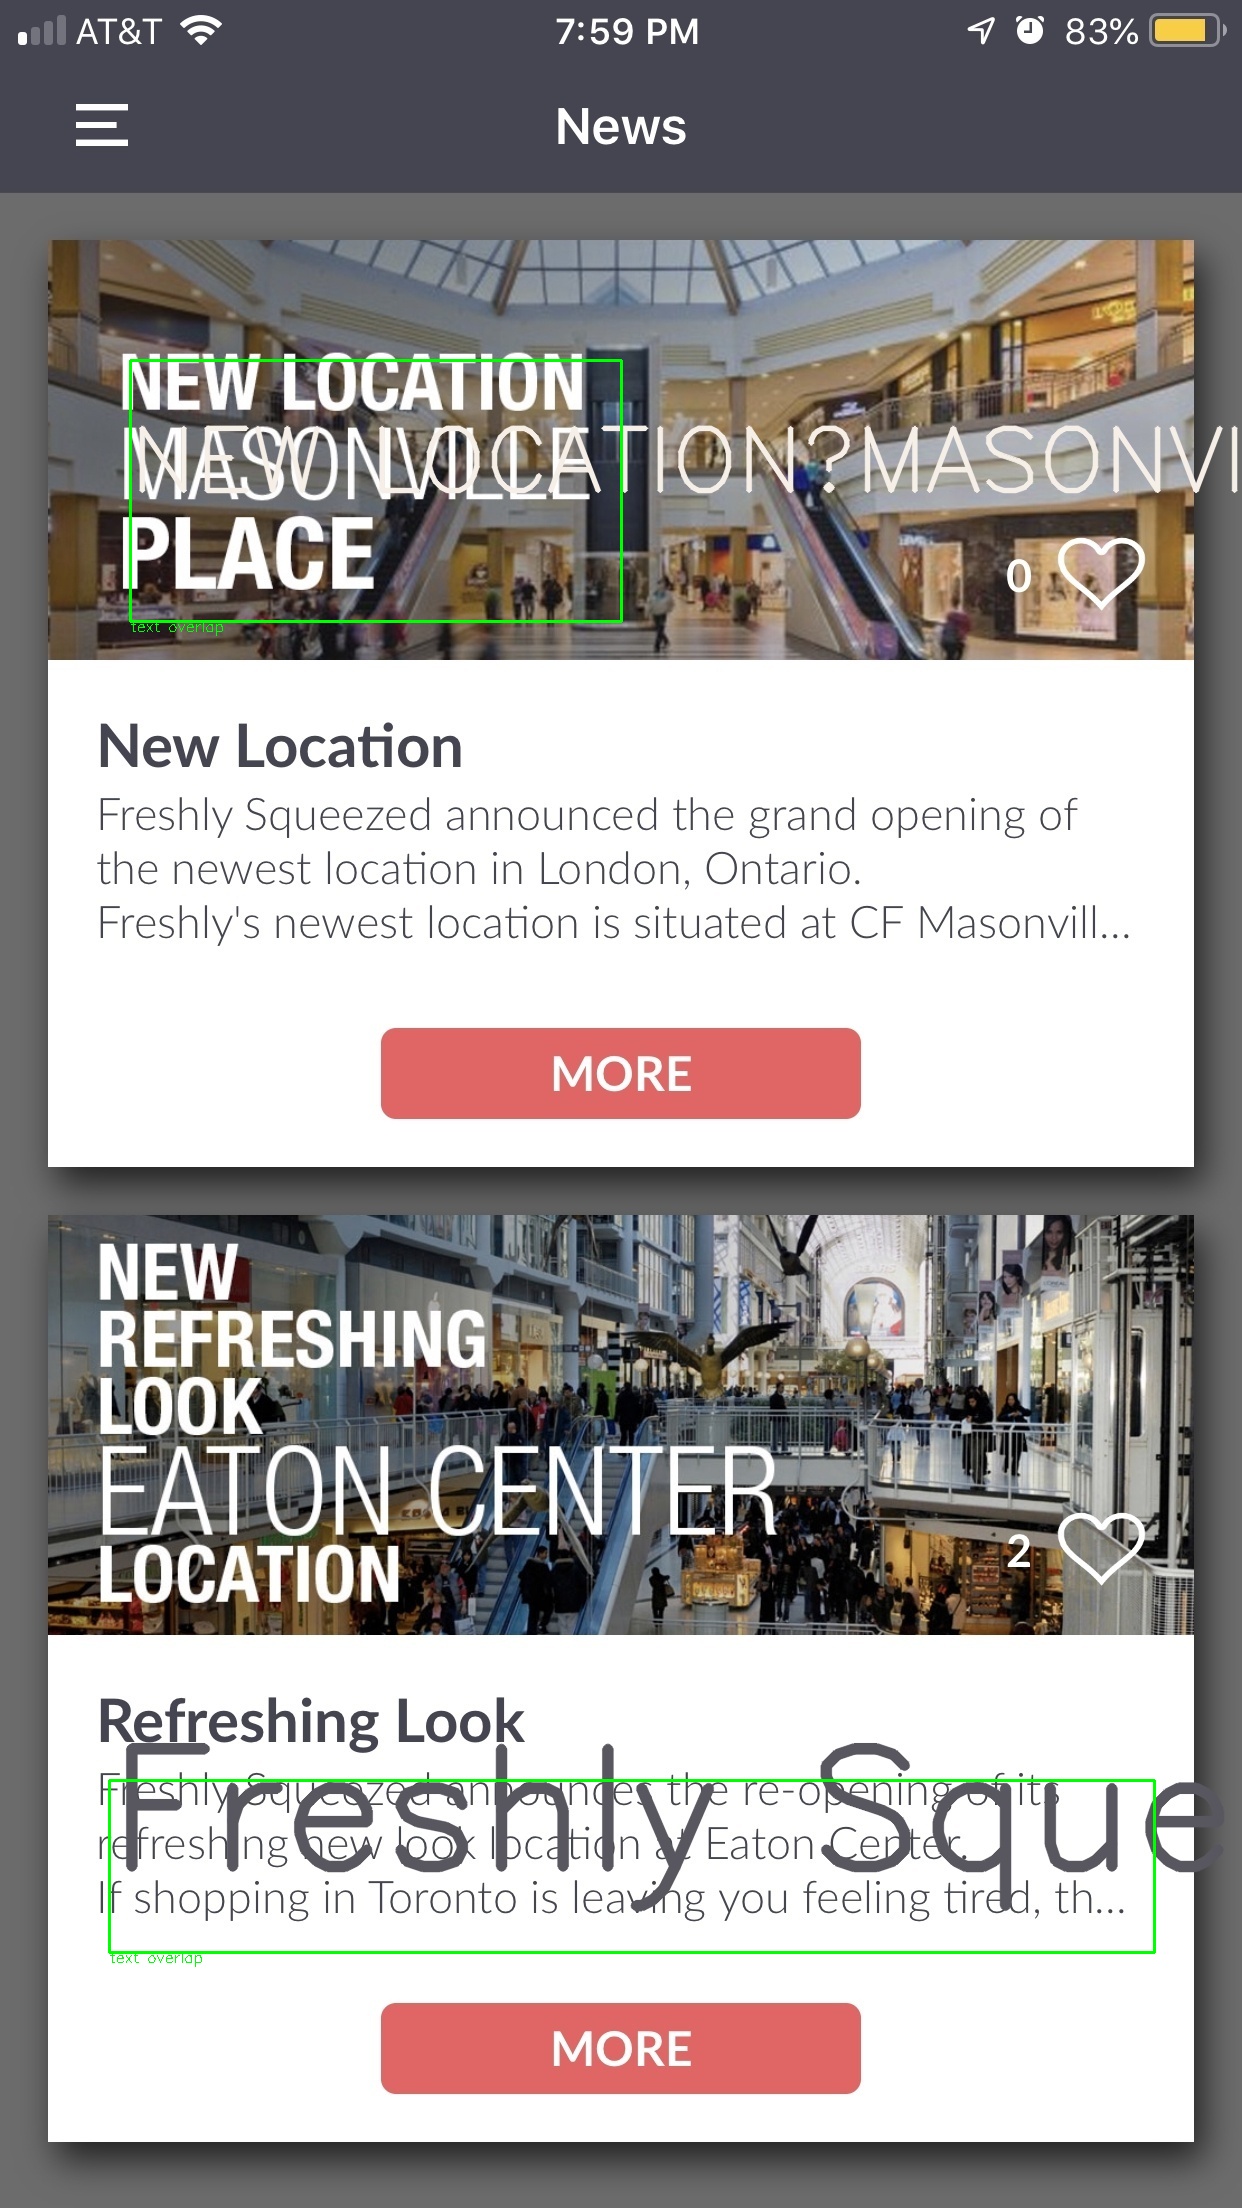 AT&T
7:59 PM
83%
News
NEW LOCATION
MASONVILLE
NEW LOCATION?MASONVI
PLACE
0
text overlap
New Location
Freshly Squeezed announced the grand opening of
the newest location in London, Ontario.
Freshly's newest location is situated at CF Masonvill...
MORE
NEW
REFRESHING
LOOK
EATON CENTER
LOCATION
2
Refreshing Look
Freshly Sque
Freshly Squeezed announces the re-opening of its
refreshing new look location at Eaton Center.
If shopping in Toronto is leaving you feeling tired, th...
text overlap
MORE